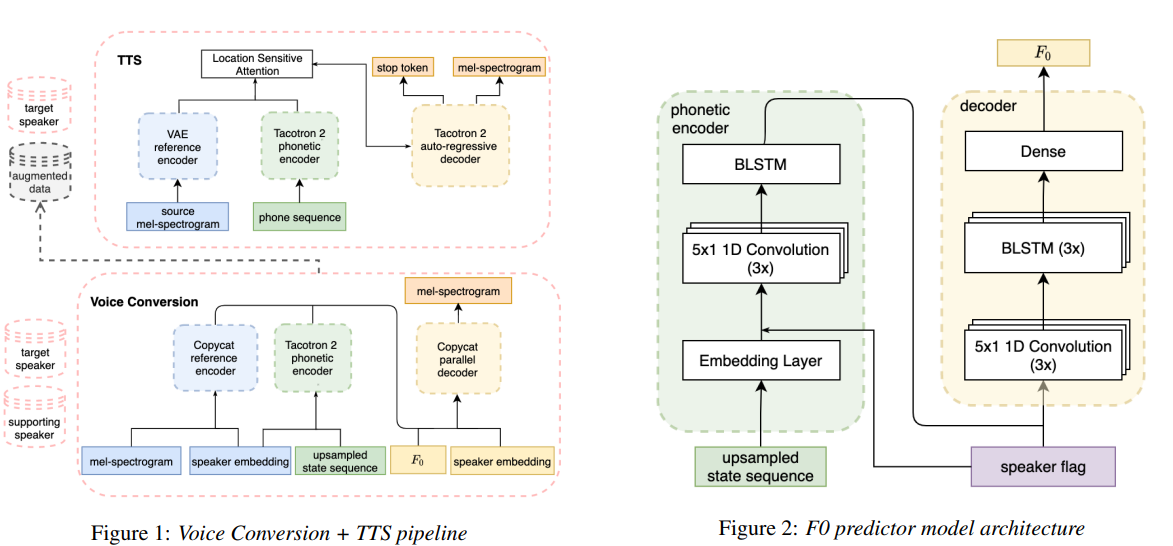 TTS
Location Sensitive
Attention
stop token
mel-spectrogram
target
speaker
augmented
data
VAE
reference
encoder
Tacotron 2
phonetic
encoder
Tacotron 2
auto-regressive
decoder
source
mel-spectrogram
phone sequence
Voice Conversion
mel-spectrogram
target
speaker
supporting
speaker
Copycat
reference
encoder
Tacotron 2
phonetic
encoder
Copycat
parallel
decoder
mel-spectrogram
speaker embedding
upsampled
state sequence
F0
speaker embedding
Figure 1: Voice Conversion + TTS pipeline
F0
phonetic
encoder
decoder
BLSTM
Dense
5x1 1D Convolution
(3x)
BLSTM (3x)
Embedding Layer
5x1 1D Convolution
(3x)
upsampled
state sequence
speaker flag
Figure 2: F0 predictor model architecture